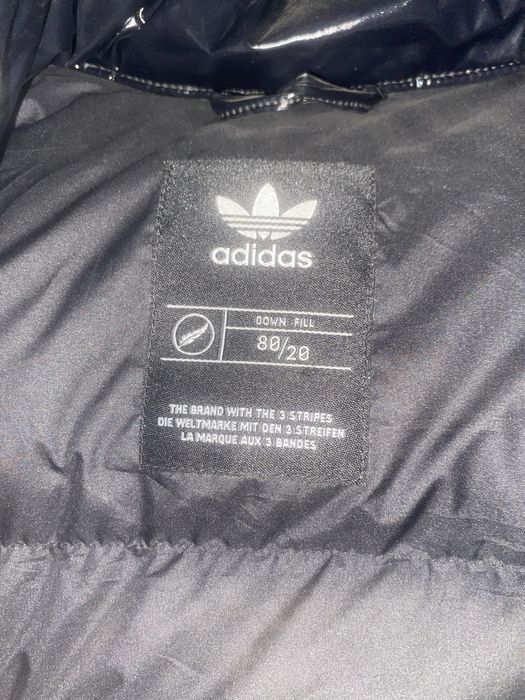 adidas
DOWN FILL
80/20
THE BRAND WITH THE 3 STRIPES
DIE WELTMARKE MIT DEN 3 STREIFEN
LA MARQUE AUX 3 BANDES